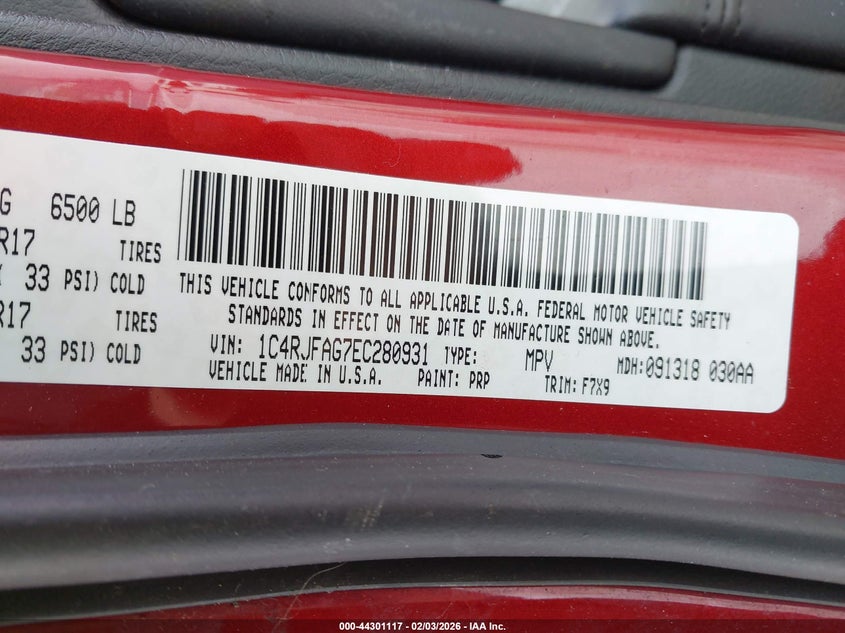 G 6500 LB
R17 TIRES
33 PSI) COLD
R17 TIRES
33 PSI) COLD
THIS VEHICLE CONFORMS TO ALL APPLICABLE U.S.A. FEDERAL MOTOR VEHICLE SAFETY
STANDARDS IN EFFECT ON THE DATE OF MANUFACTURE SHOWN ABOVE.
VIN: 1C4RJFAG7EC280931 TYPE: MPV MDH:091318 030AA
VEHICLE MADE IN U.S.A. PAINT: PRP TRIM: F7X9
000-44301117 - 02/03/2026 - IAA Inc.